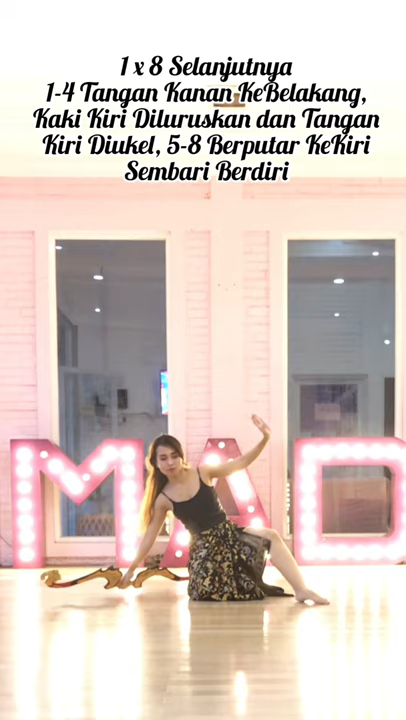 1 x 8 Selanjutnya
1-4 Tangan Kanan KeBelakang,
Kaki Kiri Diluruskan dan Tangan
Kiri Diukel, 5-8 Berputar KeKiri
Sembari Berdiri
MAD